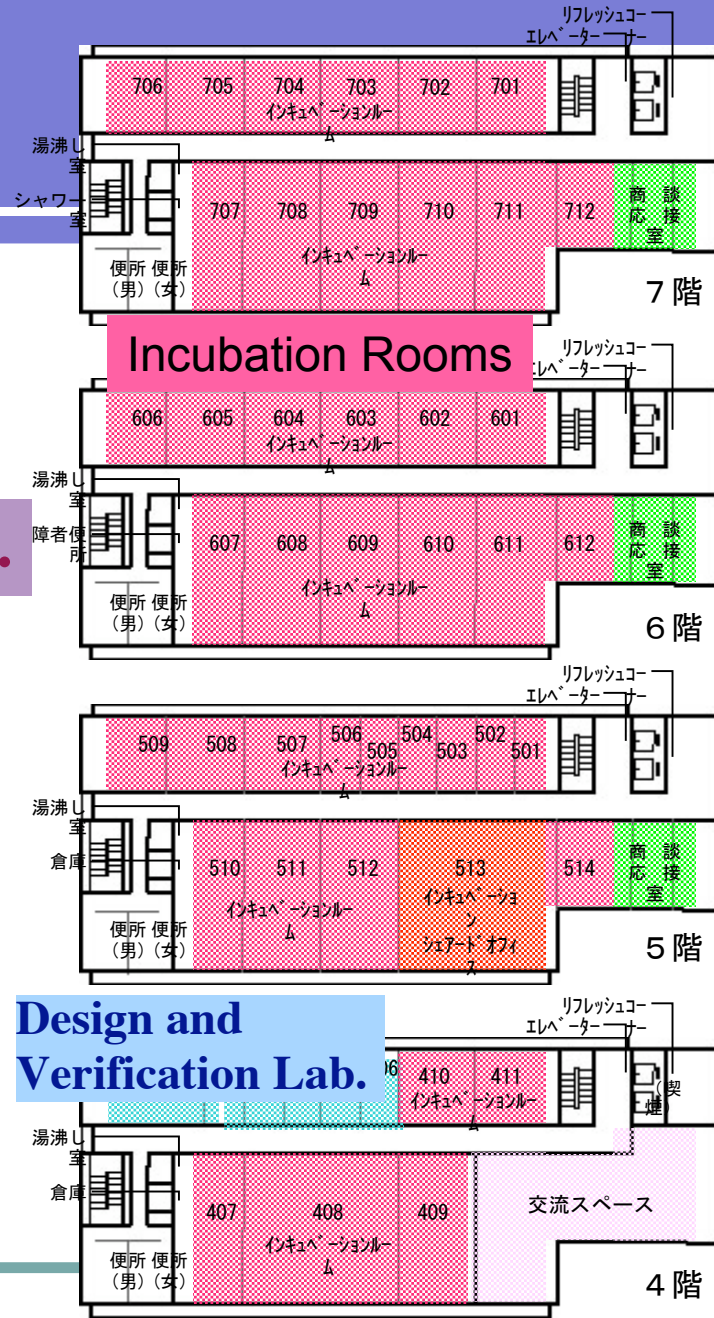 リフレッシュコー
エレベーター ナー
706 705 704 703 702 701
インキュベーションルー
ム
湯沸し
室
シャワー
室
707 708 709 710 711 712
商 談
応 接
室
インキュベーションルー
ム
便所 便所
(男) (女)
7階
Incubation Rooms
リフレッシュコー
エレベーター ナー
606 605 604 603 602 601
インキュベーションルー
ム
湯沸し
室
障者便
所
607 608 609 610 611 612
商 談
応 接
室
インキュベーションルー
ム
便所 便所
(男) (女)
6階
リフレッシュコー
エレベーター ナー
509 508 507 506 505 504 503 502 501
インキュベーションルー
ム
湯沸し
室
倉庫
510 511 512 513 514
商 談
応 接
室
インキュベーションルー
ム
インキュベーショ
ン
シェアードオフィ
ス
便所 便所
(男) (女)
5階
Design and
Verification Lab.
リフレッシュコー
エレベーター ナー
(喫
煙)
410 411
インキュベーションルー
ム
湯沸し
室
倉庫
407 408 409
交流スペース
インキュベーションルー
ム
便所 便所
(男) (女)
4階